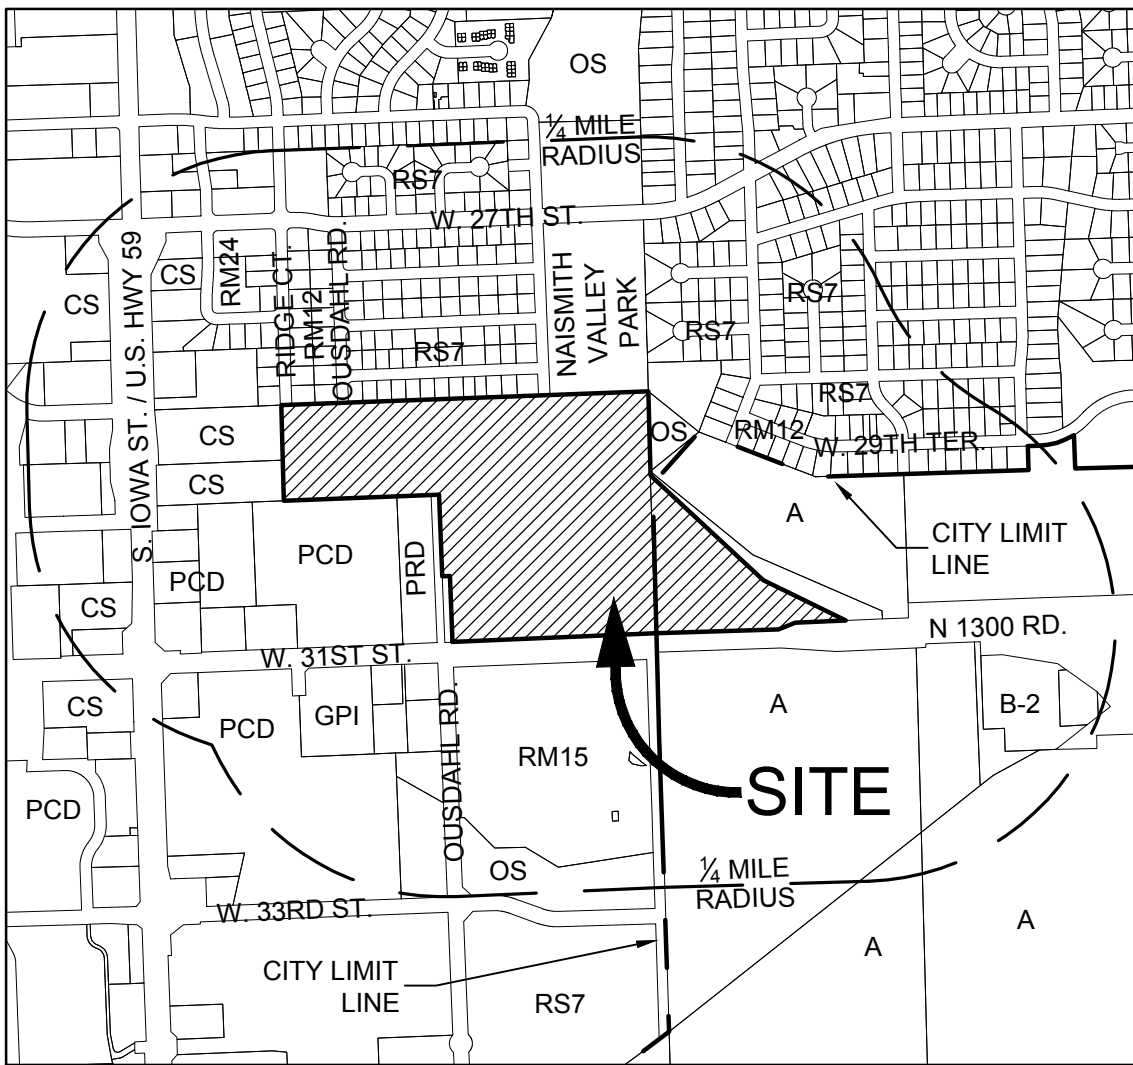 OS
¼ MILE
RADIUS
RS7
W. 27TH ST.
S. IOWA ST. / U.S. HWY 59
CS
CS
RM24
RIDGE CT.
RM12
OUSDAHL RD.
NAISMITH
VALLEY
PARK
RS7
RS7
RS7
RS7
CS
OS
RM12
W. 29TH TER.
CS
A
CITY LIMIT
LINE
PCD
PCD
PRD
CS
N 1300 RD.
W. 31ST ST.
CS
PCD
GPI
OUSDAHL RD.
RM15
A
B-2
SITE
PCD
OS
¼ MILE
RADIUS
W. 33RD ST.
A
A
CITY LIMIT
LINE
RS7